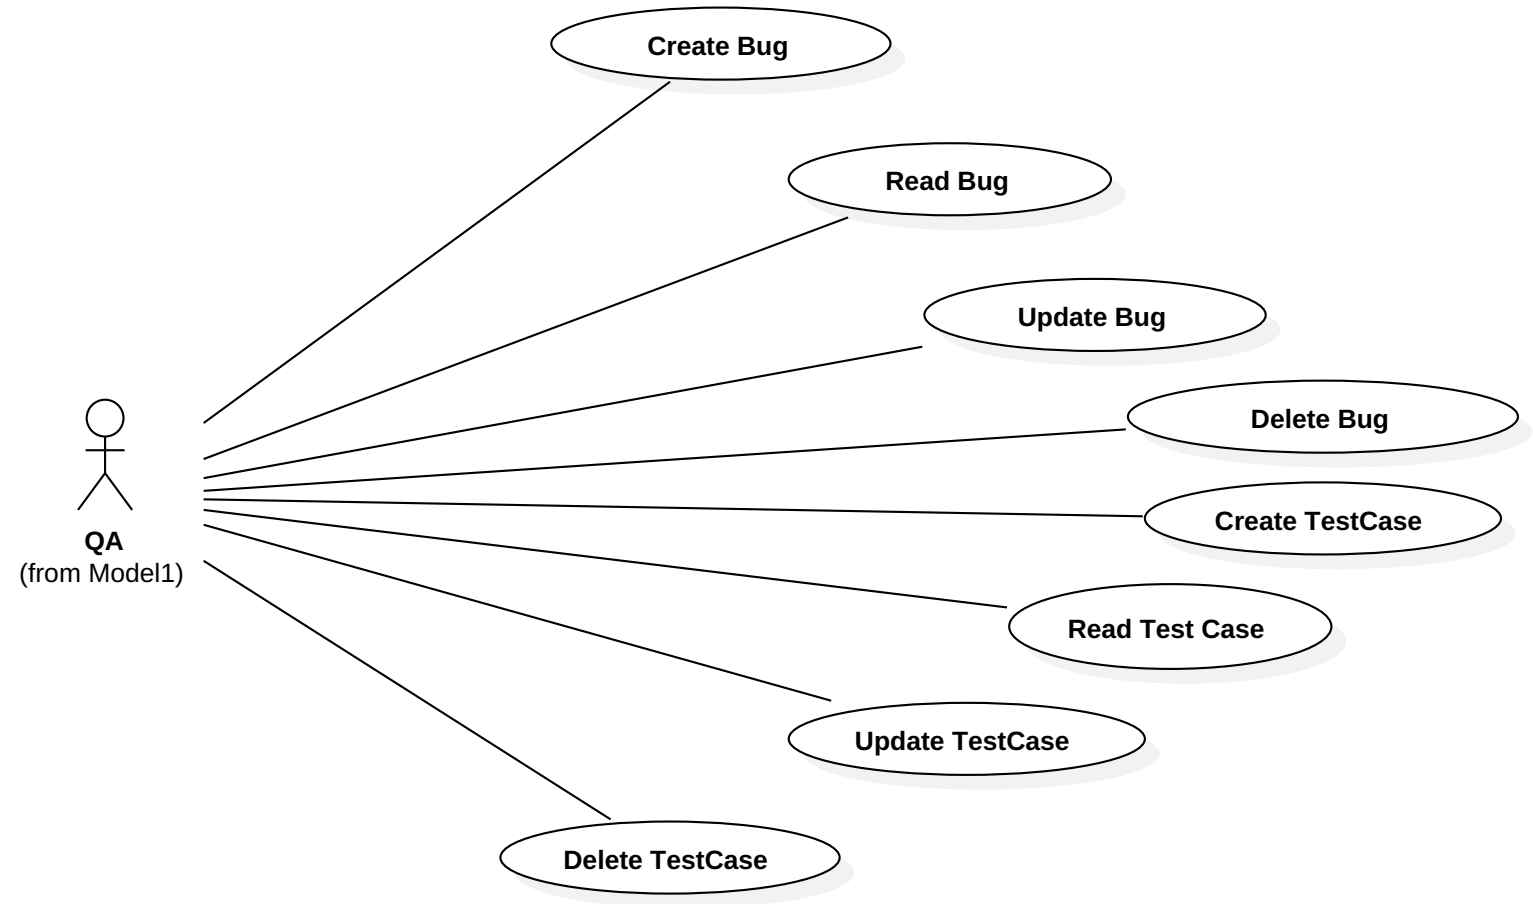 Create Bug
Read Bug
Update Bug
Delete Bug
Create TestCase
QA
(from Model1)
Read Test Case
Update TestCase
Delete TestCase